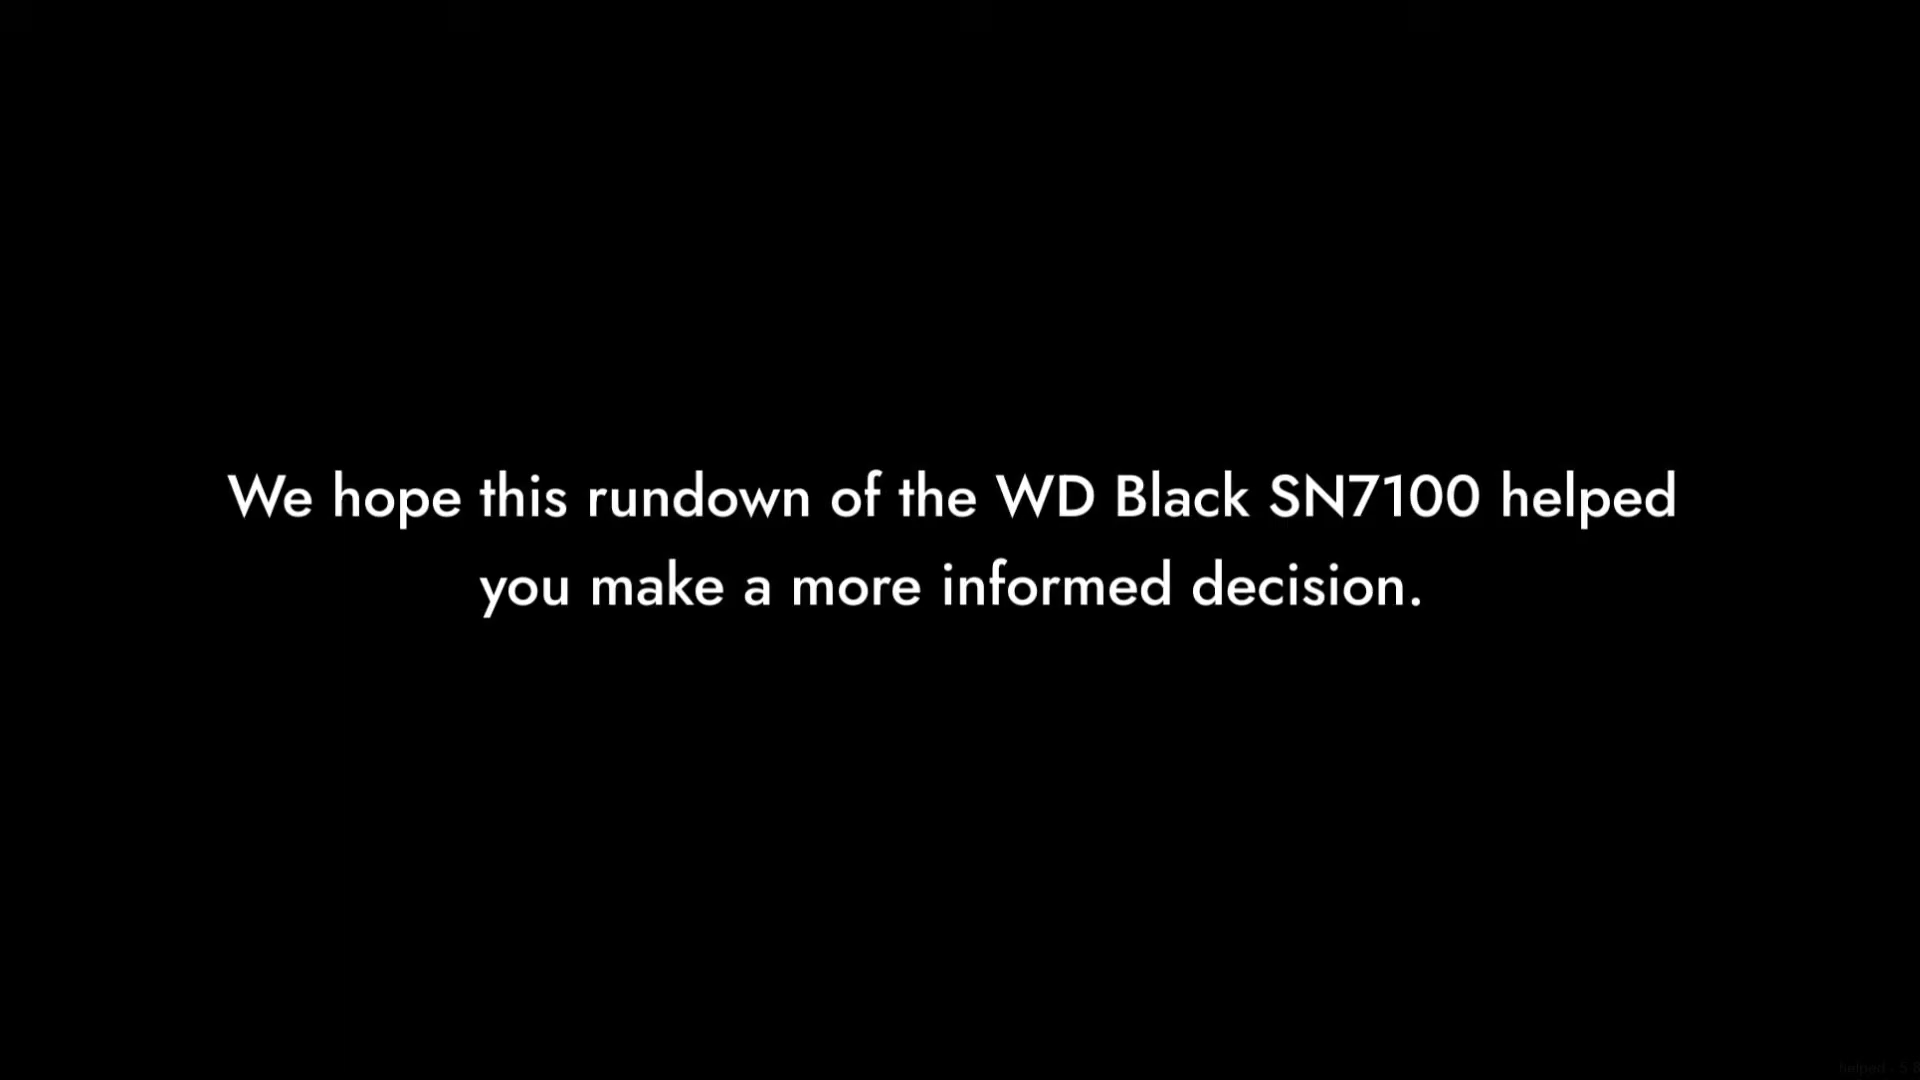 We hope this rundown of the WD Black SN7100 helped
you make a more informed decision.